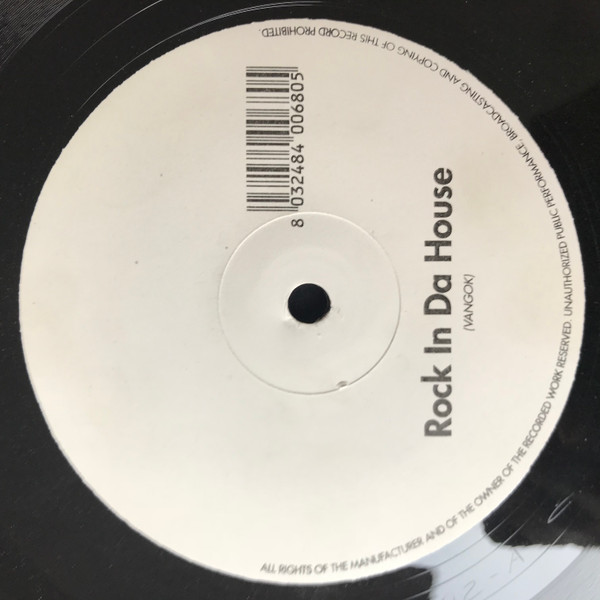 8 032484 006805
Rock In Da House
(VANGOK)
ALL RIGHTS OF THE MANUFACTURER AND OF THE OWNER OF THE RECORDED WORK RESERVED. UNAUTHORIZED PUBLIC PERFORMANCE, BROADCASTING AND COPYING OF THIS RECORD PROHIBITED.